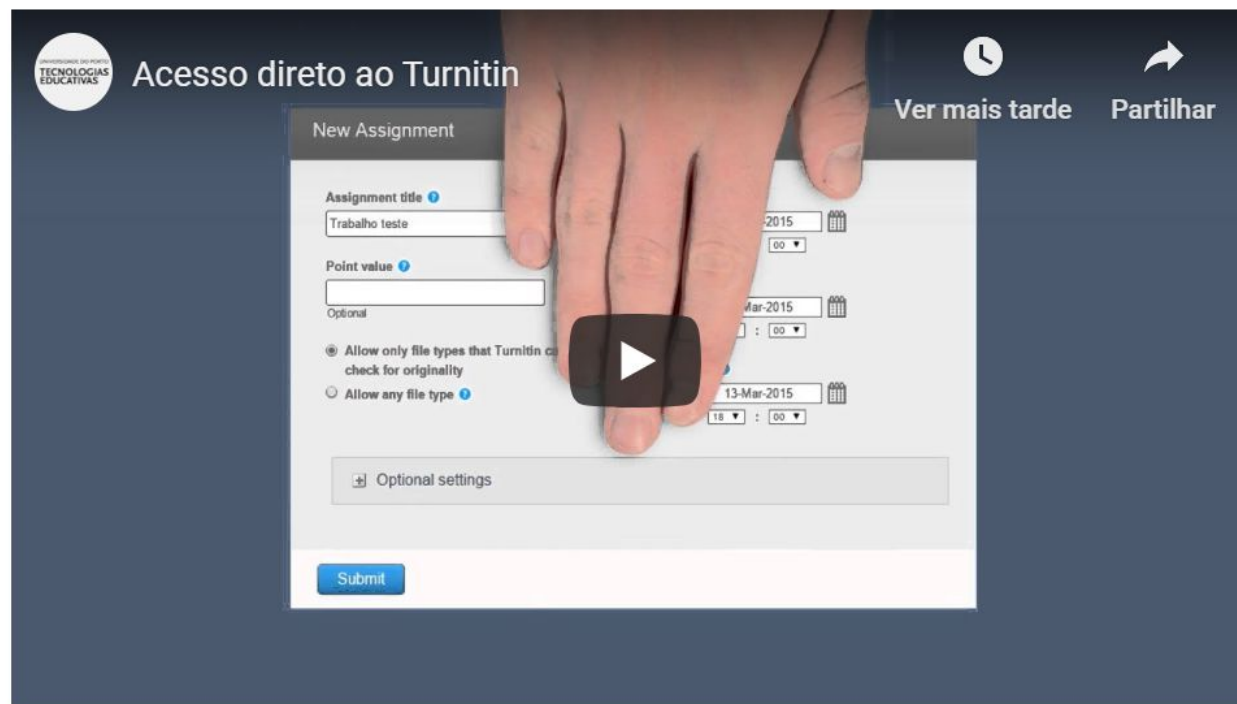 UNIVERSIDADE DO PORTO
TECNOLOGIAS
EDUCATIVAS
Acesso direto ao Turnitin
Ver mais tarde
Partilhar
New Assignment
Assignment title
Trabalho teste
-2015
00
Point value
Optional
Mar-2015
: 00
Allow only file types that Turnitin
check for originality
Allow any file type
13-Mar-2015
18 : 00
Optional settings
Submit